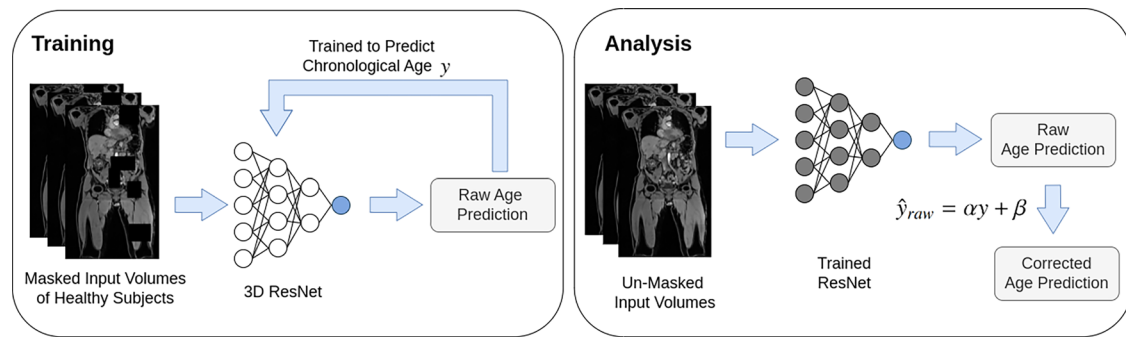 Training
Trained to Predict
Chronological Age y
Raw Age
Prediction
Masked Input Volumes
of Healthy Subjects
3D ResNet
Analysis
Raw
Age Prediction
ŷ_raw = αy + β
Un-Masked
Input Volumes
Trained
ResNet
Corrected
Age Prediction